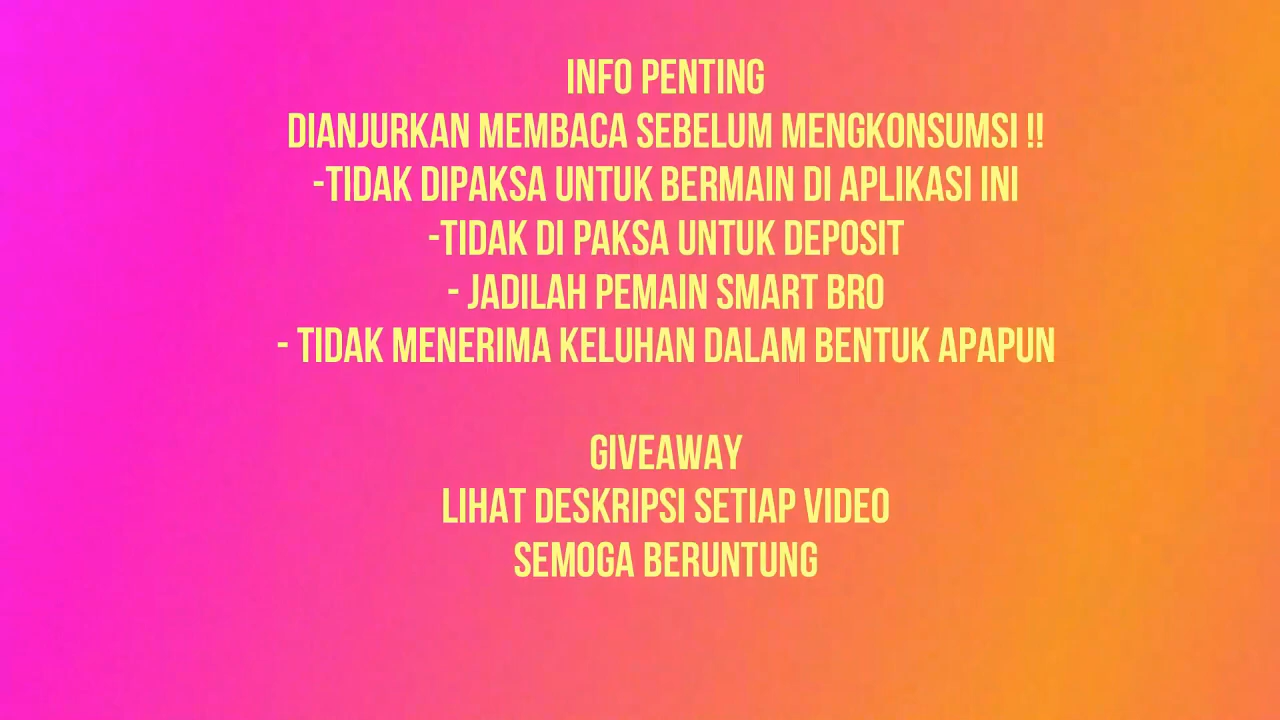 INFO PENTING
DIANJURKAN MEMBACA SEBELUM MENGKONSUMSI !!
-TIDAK DIPAKSA UNTUK BERMAIN DI APLIKASI INI
-TIDAK DI PAKSA UNTUK DEPOSIT
- JADILAH PEMAIN SMART BRO
- TIDAK MENERIMA KELUHAN DALAM BENTUK APAPUN
GIVEAWAY
LIHAT DESKRIPSI SETIAP VIDEO
SEMOGA BERUNTUNG